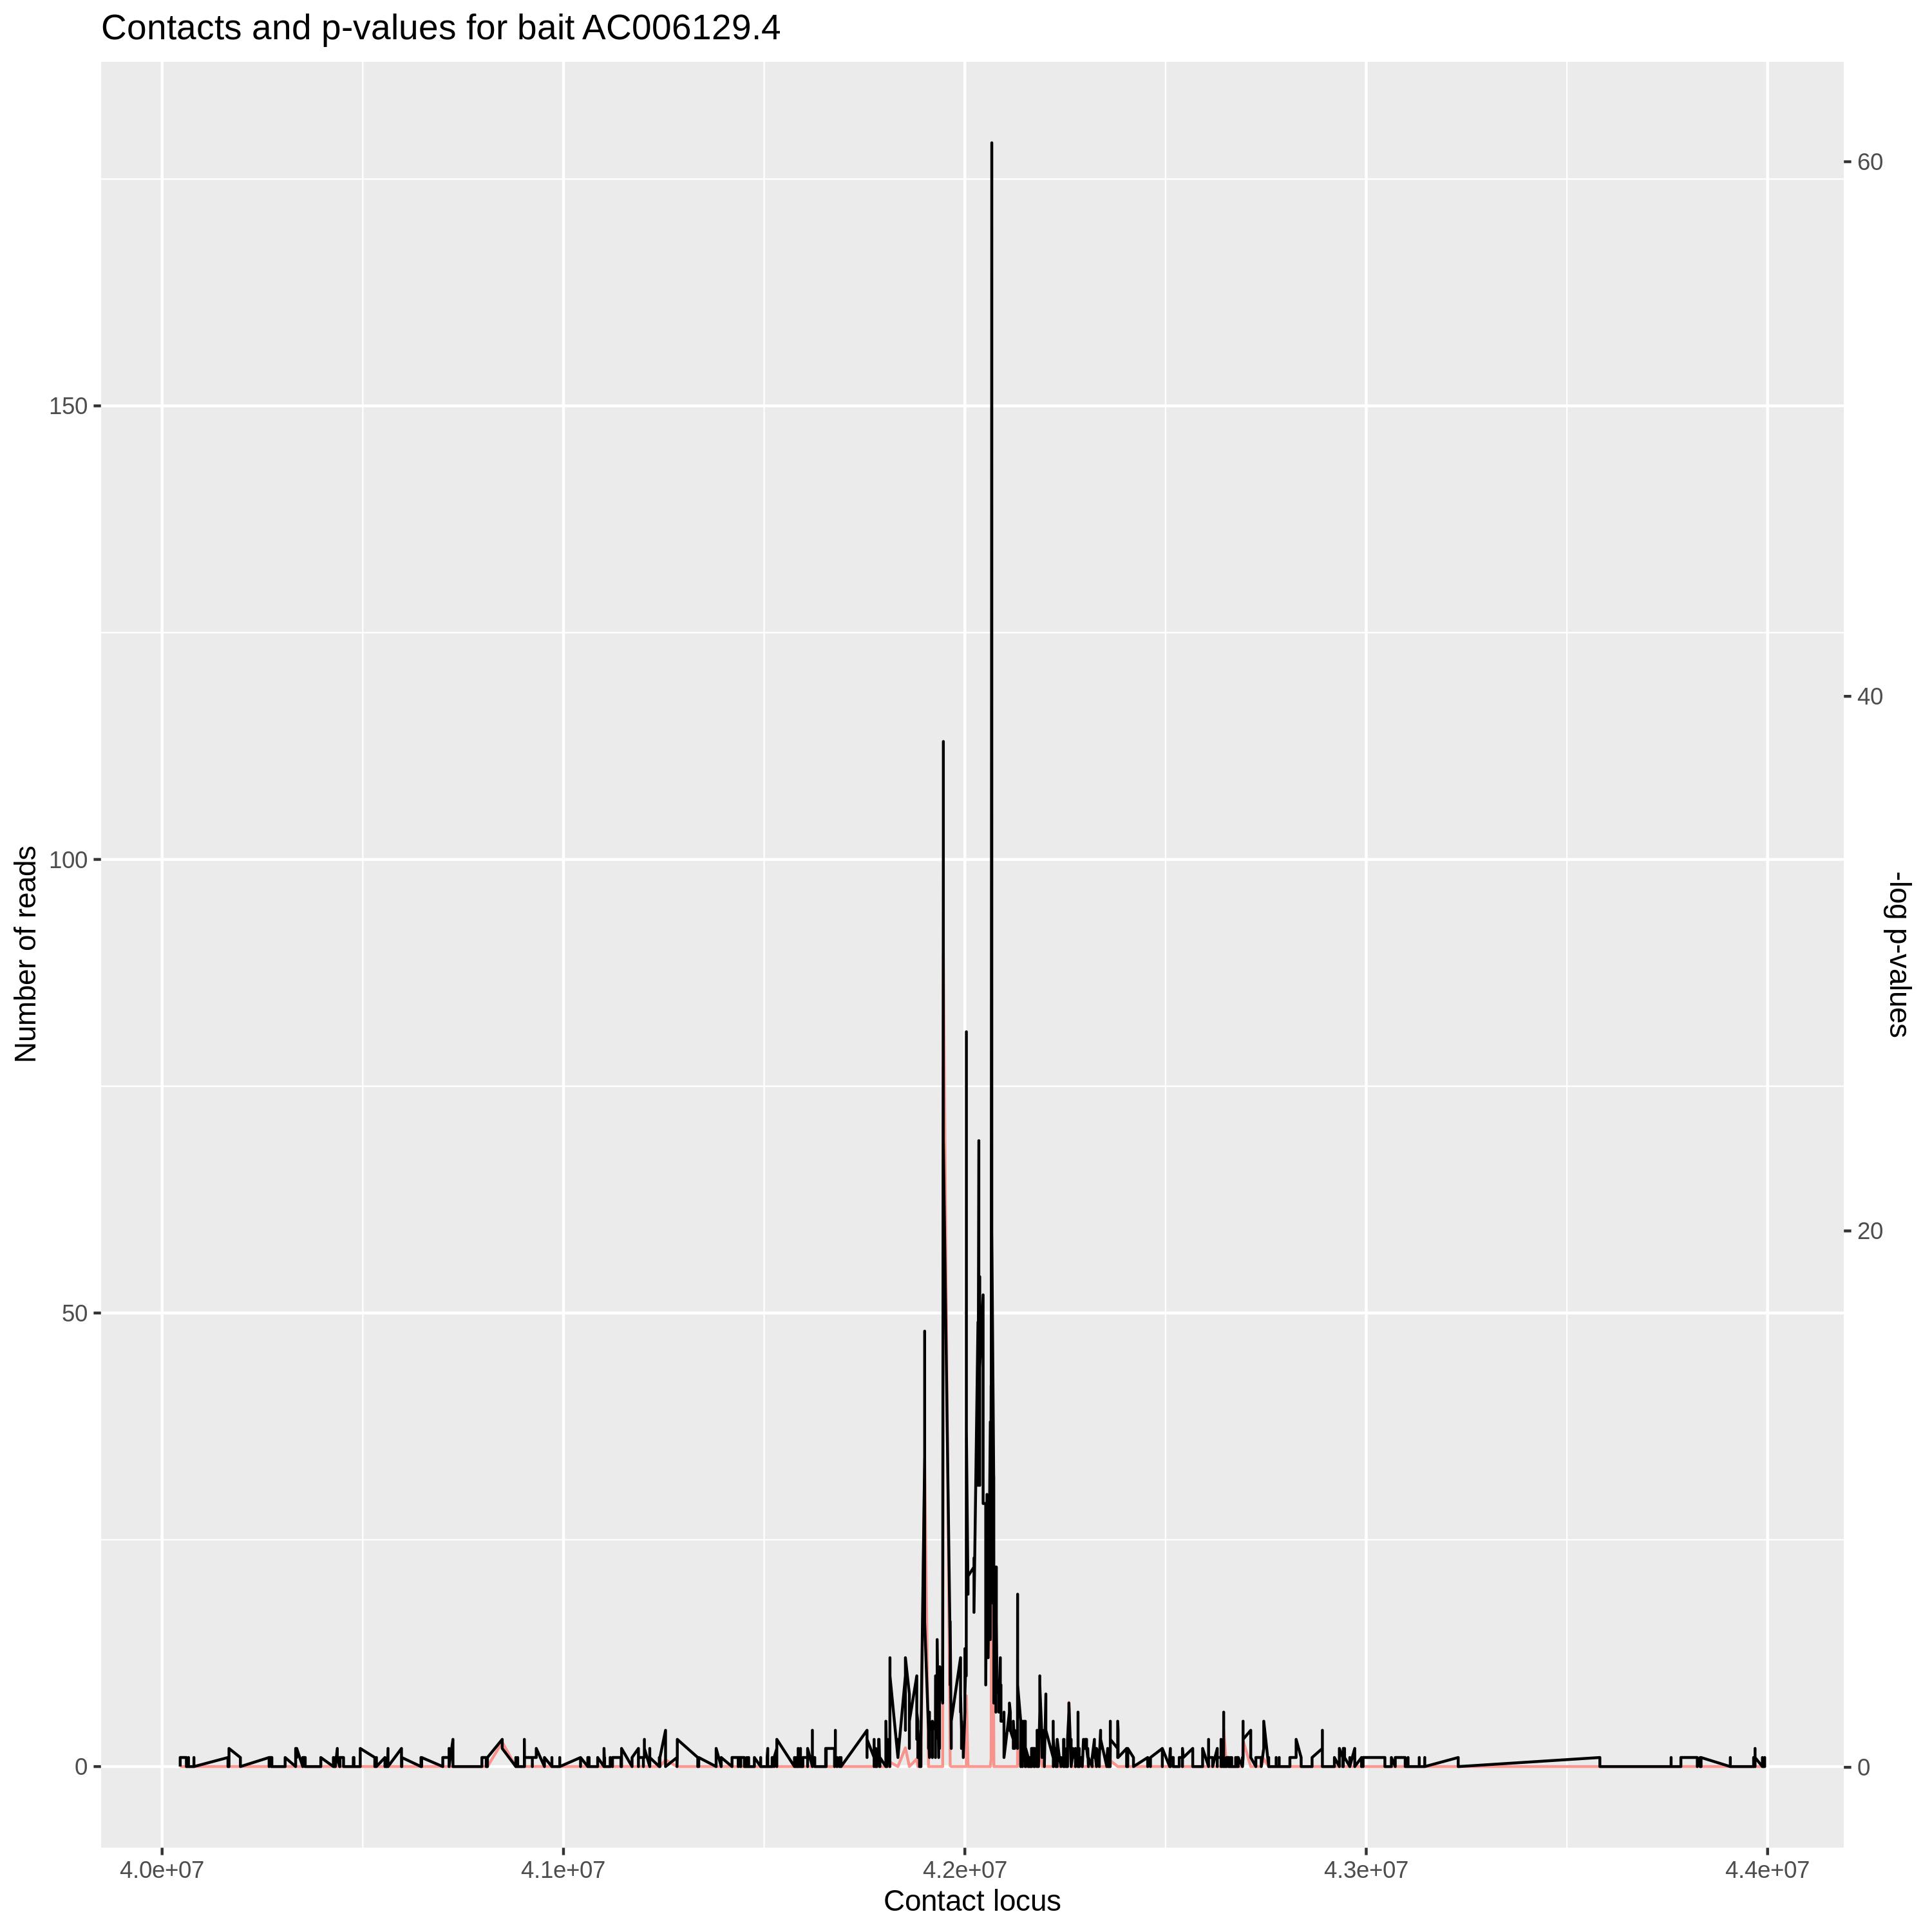 Contacts and p-values for bait AC006129.4
60
150
40
100
Number of reads
-log p-values
20
50
0
0
4.0e+07
4.1e+07
4.2e+07
4.3e+07
4.4e+07
Contact locus